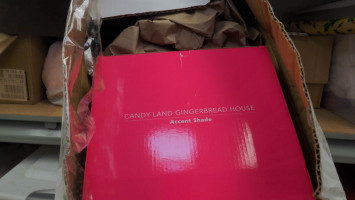 CANDY LAND GINGERBREAD HOUSE
Accent Shade